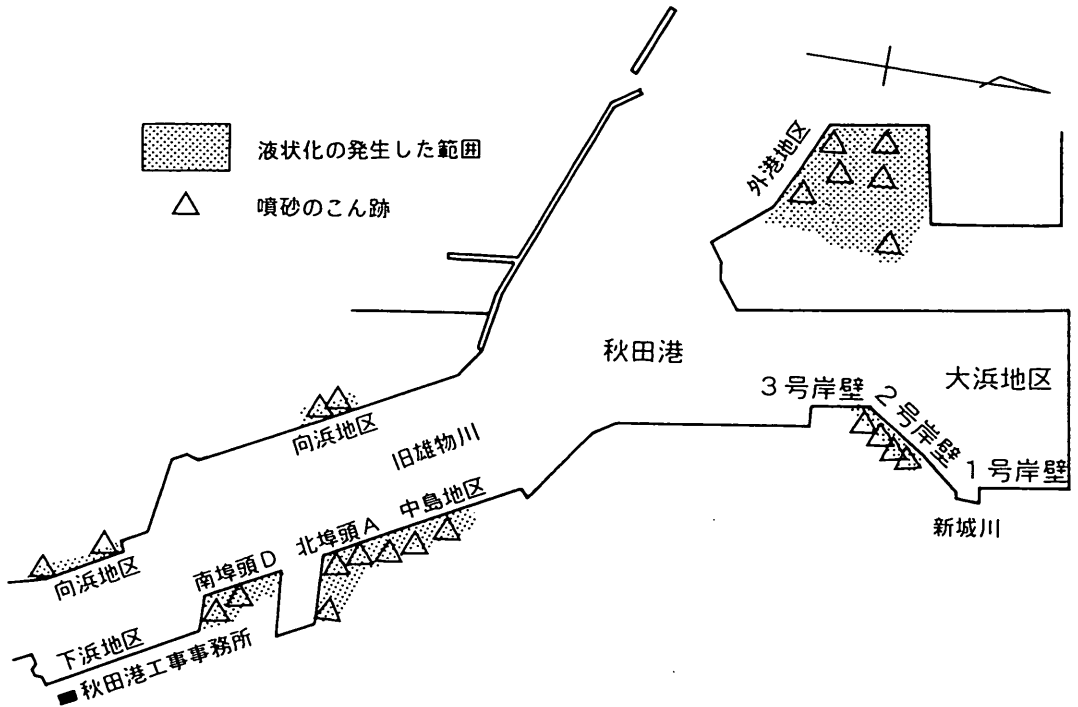 液状化の発生した範囲
噴砂のこん跡
外港地区
秋田港
大浜地区
3号岸壁
2号岸壁
1号岸壁
新城川
向浜地区
旧雄物川
中島地区
北埠頭A
南埠頭D
向浜地区
下浜地区
秋田港工事事務所